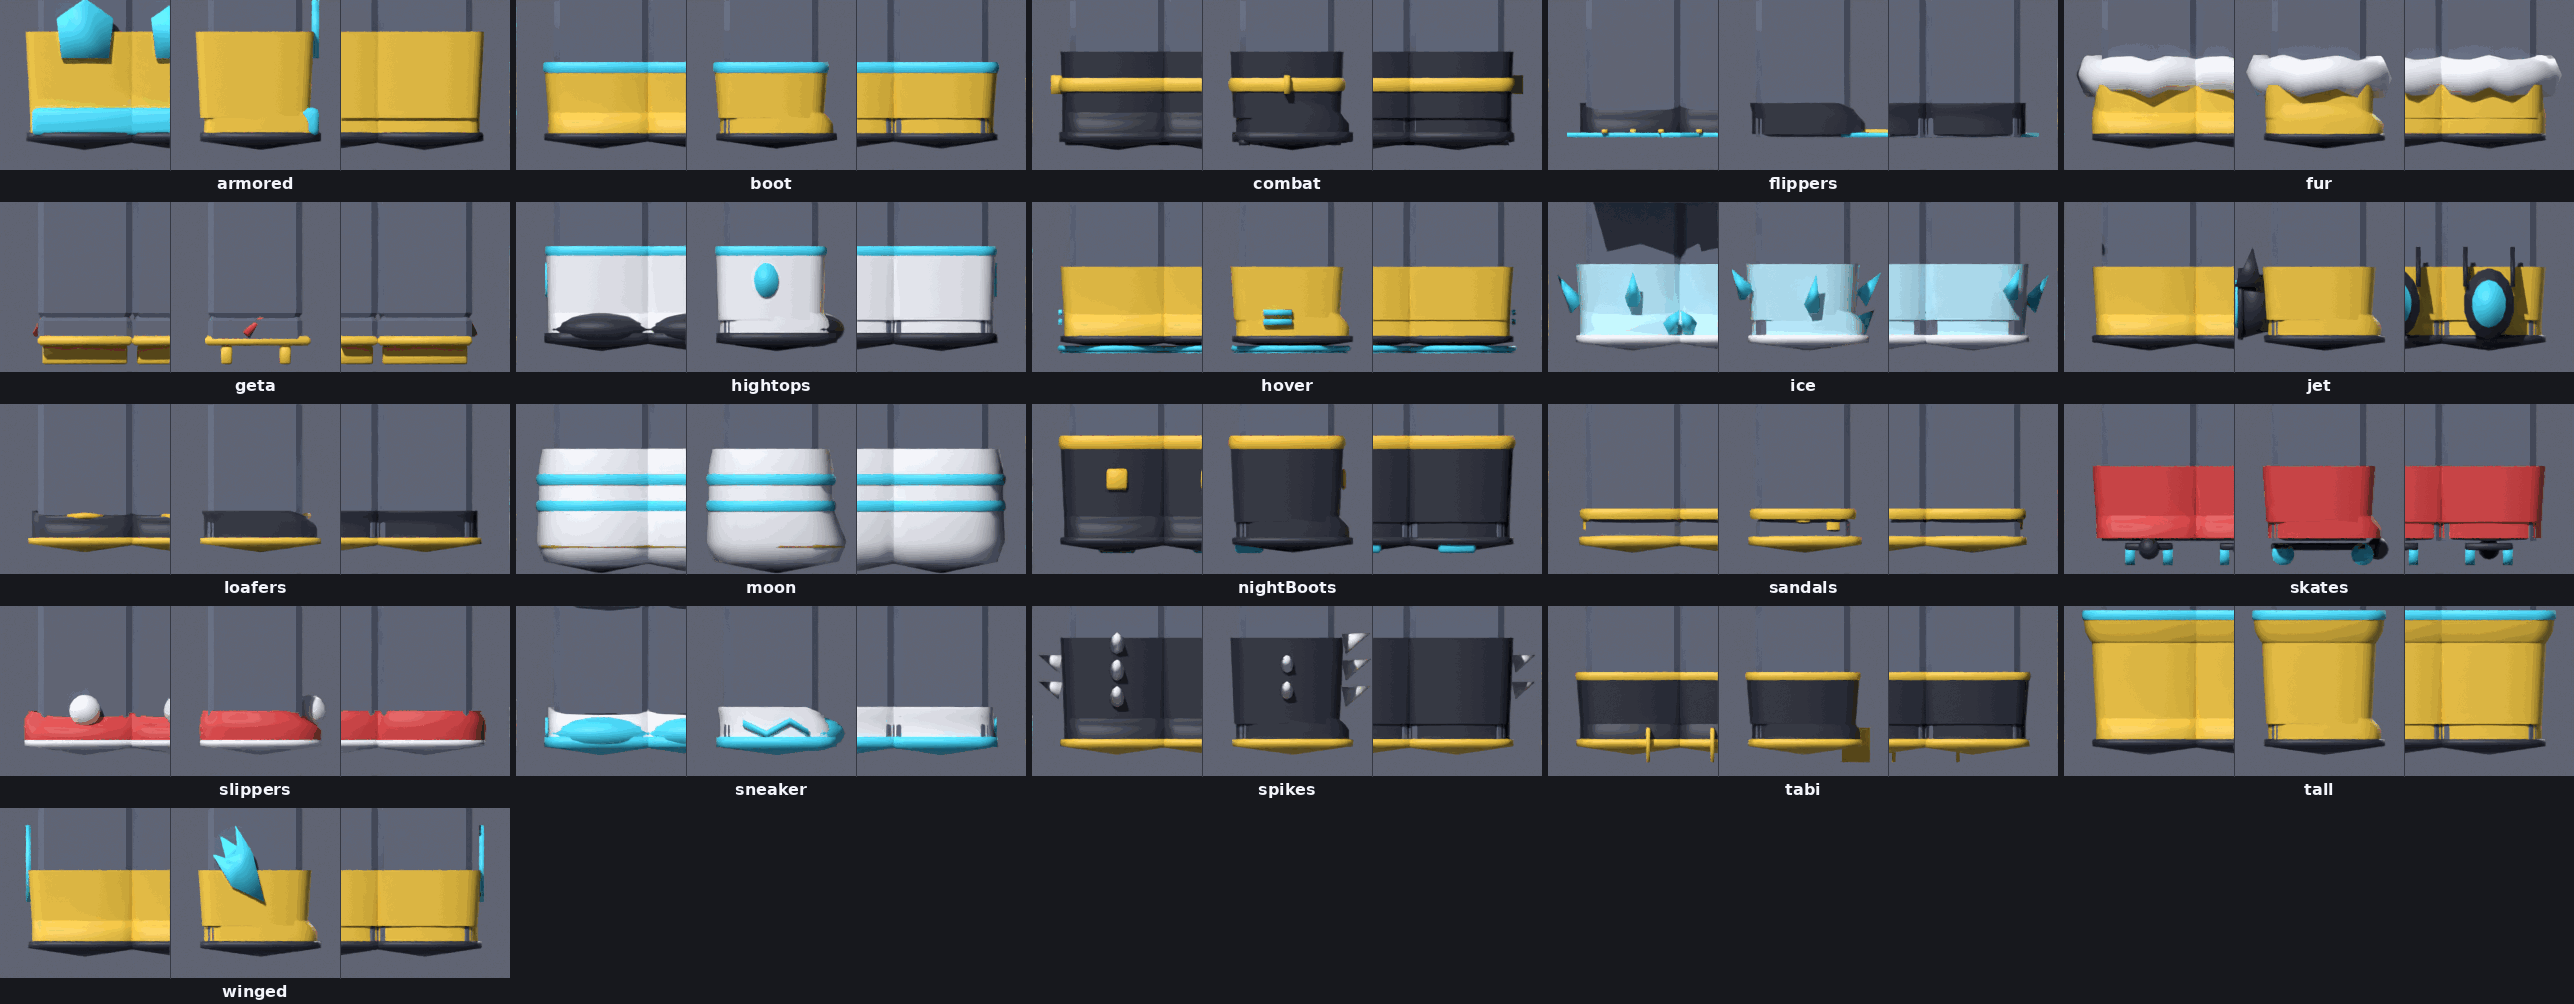 armored
boot
combat
flippers
fur
geta
hightops
hover
ice
jet
loafers
moon
nightBoots
sandals
skates
slippers
sneaker
spikes
tabi
tall
winged